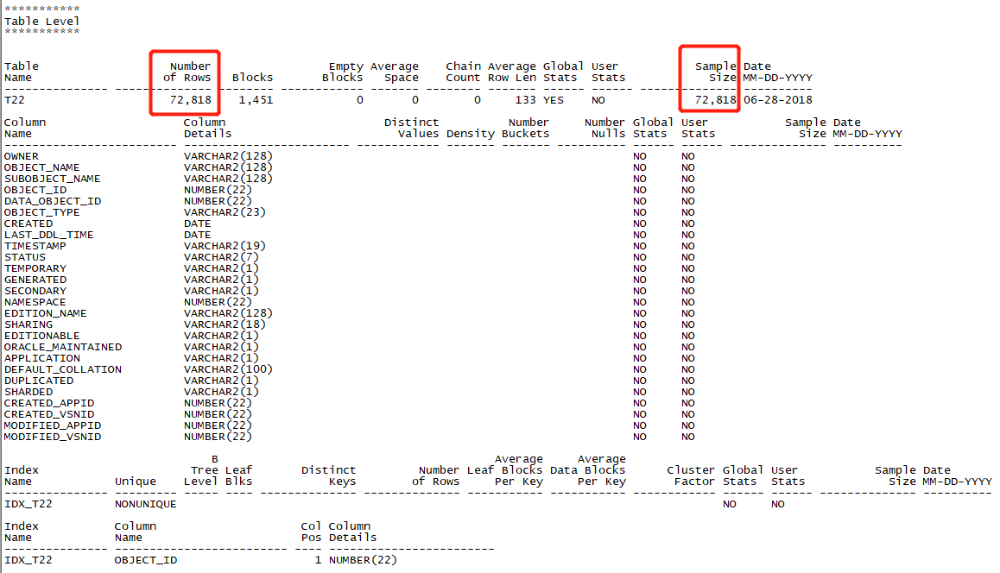 ***********
Table Level
***********
Table                   Number                 Empty Average    Chain Average Global User           Sample Date
Name                   of Rows   Blocks       Blocks   Space    Count Row Len Stats  Stats            Size MM-DD-YYYY
--------------- -------------- -------- ------------ ------- -------- ------- ------ ------ -------------- ----------
T22                     72,818    1,451            0       0        0     133 YES    NO             72,818 06-28-2018
Column                    Column                       Distinct             Number     Number Global User           Sample Date
Name                      Details                        Values Density    Buckets      Nulls Stats  Stats            Size MM-DD-YYYY
------------------------- ------------------------ ------------ ------- ---------- ---------- ------ ------ -------------- ----------
OWNER                     VARCHAR2(128)                                                       NO     NO
OBJECT_NAME               VARCHAR2(128)                                                       NO     NO
SUBOBJECT_NAME            VARCHAR2(128)                                                       NO     NO
OBJECT_ID                 NUMBER(22)                                                          NO     NO
DATA_OBJECT_ID            NUMBER(22)                                                          NO     NO
OBJECT_TYPE               VARCHAR2(23)                                                        NO     NO
CREATED                   DATE                                                                NO     NO
LAST_DDL_TIME             DATE                                                                NO     NO
TIMESTAMP                 VARCHAR2(19)                                                        NO     NO
STATUS                    VARCHAR2(7)                                                         NO     NO
TEMPORARY                 VARCHAR2(1)                                                         NO     NO
GENERATED                 VARCHAR2(1)                                                         NO     NO
SECONDARY                 VARCHAR2(1)                                                         NO     NO
NAMESPACE                 NUMBER(22)                                                          NO     NO
EDITION_NAME              VARCHAR2(128)                                                       NO     NO
SHARING                   VARCHAR2(18)                                                        NO     NO
EDITIONABLE               VARCHAR2(1)                                                         NO     NO
ORACLE_MAINTAINED         VARCHAR2(1)                                                         NO     NO
APPLICATION               VARCHAR2(1)                                                         NO     NO
DEFAULT_COLLATION         VARCHAR2(100)                                                       NO     NO
DUPLICATED                VARCHAR2(1)                                                         NO     NO
SHARDED                   VARCHAR2(1)                                                         NO     NO
CREATED_APPID             NUMBER(22)                                                          NO     NO
CREATED_VSNID             NUMBER(22)                                                          NO     NO
MODIFIED_APPID            NUMBER(22)                                                          NO     NO
MODIFIED_VSNID            NUMBER(22)                                                          NO     NO
                              B                                         Average     Average
Index                      Tree Leaf       Distinct         Number Leaf Blocks Data Blocks      Cluster Global User           Sample Date
Name            Unique    Level Blks           Keys        of Rows     Per Key     Per Key       Factor Stats  Stats            Size MM-DD-YYYY
--------------- --------- ----- ---- -------------- -------------- ----------- ----------- ------------ ------ ------ -------------- ----------
IDX_T22         NONUNIQUE                                                                               NO     NO
Index           Column                     Col Column
Name            Name                       Pos Details
--------------- ------------------------- ---- ------------------------
IDX_T22         OBJECT_ID                    1 NUMBER(22)